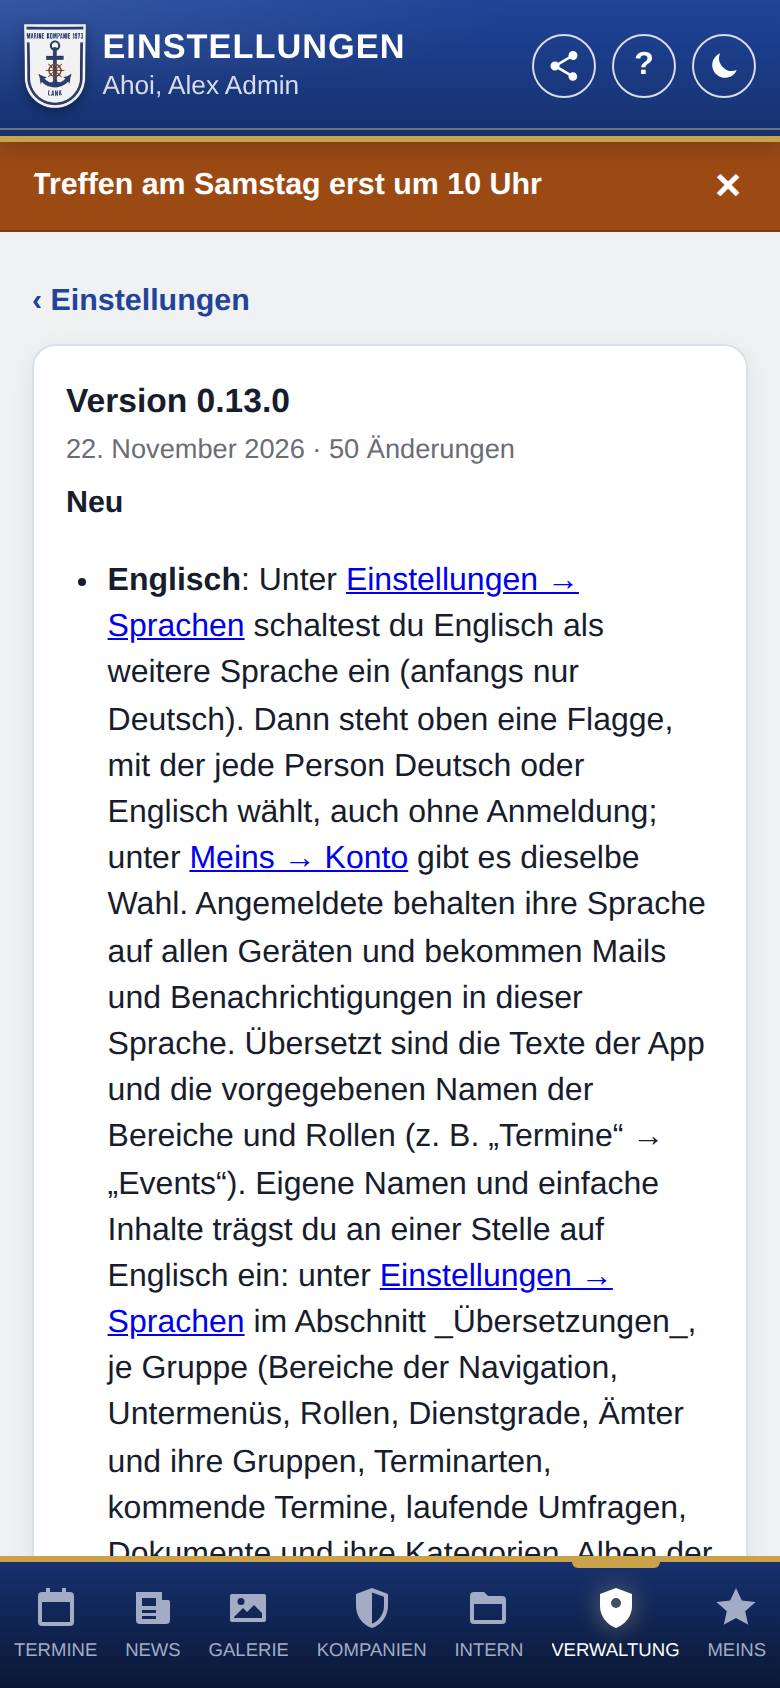 MARINE KOMPANIE 1973
LANK
EINSTELLUNGEN
Ahoj, Alex Admin
?
Treffen am Samstag erst um 10 Uhr
×
‹ Einstellungen
Version 0.13.0
22. November 2026 · 50 Änderungen
Neu
• Englisch: Unter Einstellungen →
Sprachen schaltest du Englisch als
weitere Sprache ein (anfangs nur
Deutsch). Dann steht oben eine Flagge,
mit der jede Person Deutsch oder
Englisch wählt, auch ohne Anmeldung;
unter Meins → Konto gibt es dieselbe
Wahl. Angemeldete behalten ihre Sprache
auf allen Geräten und bekommen Mails
und Benachrichtigungen in dieser
Sprache. Übersetzt sind die Texte der App
und die vorgegebenen Namen der
Bereiche und Rollen (z. B. „Termine“ →
„Events“). Eigene Namen und einfache
Inhalte trägst du an einer Stelle auf
Englisch ein: unter Einstellungen →
Sprachen im Abschnitt _Übersetzungen_,
je Gruppe (Bereiche der Navigation,
Untermenüs, Rollen, Dienstgrade, Ämter
und ihre Gruppen, Terminarten,
kommende Termine, laufende Umfragen,
Dokumente und ihre Kategorien, Alben der
TERMINE
NEWS
GALERIE
KOMPANIEN
INTERN
VERWALTUNG
MEINS